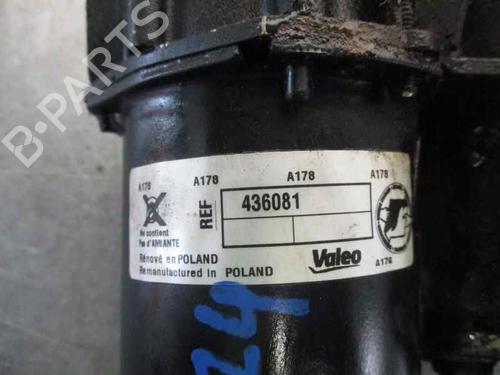 B-PARTS
A178
A178
A178
A178
REF 436081
Ne contient
Pas d'AMIANTE
Rénové en POLAND
Remanufactured in POLAND
Valeo
A178
24